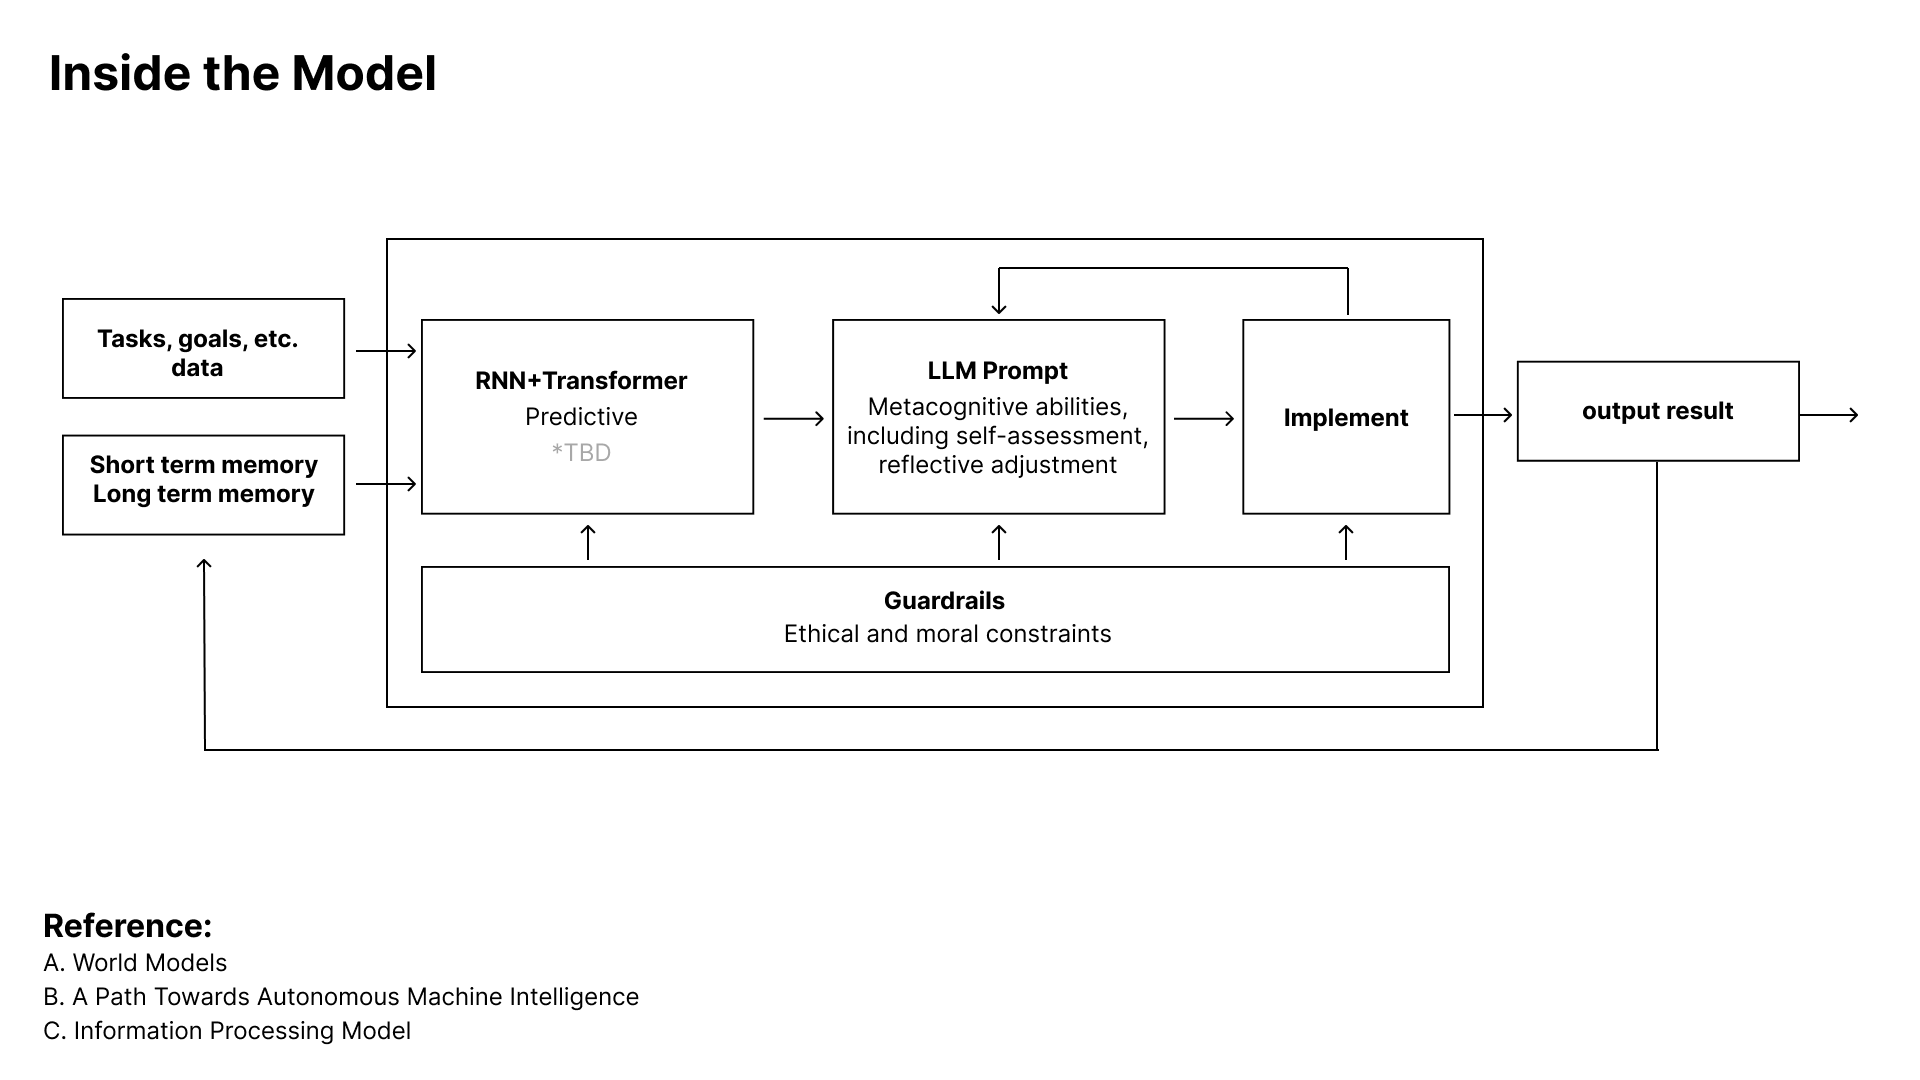 Inside the Model
Tasks, goals, etc.
data
Short term memory
Long term memory
RNN+Transformer
Predictive
*TBD
LLM Prompt
Metacognitive abilities,
including self-assessment,
reflective adjustment
Implement
output result
Guardrails
Ethical and moral constraints
Reference:
A. World Models
B. A Path Towards Autonomous Machine Intelligence
C. Information Processing Model